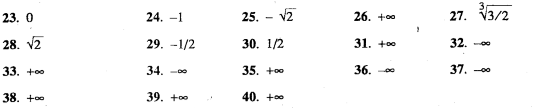 23. 0 24. −1 25. − √2 26. +∞ 27. ∛3/2
28. √2 29. −1/2 30. 1/2 31. +∞ 32. −∞
33. +∞ 34. −∞ 35. +∞ 36. −∞ 37. −∞
38. +∞ 39. +∞ 40. +∞